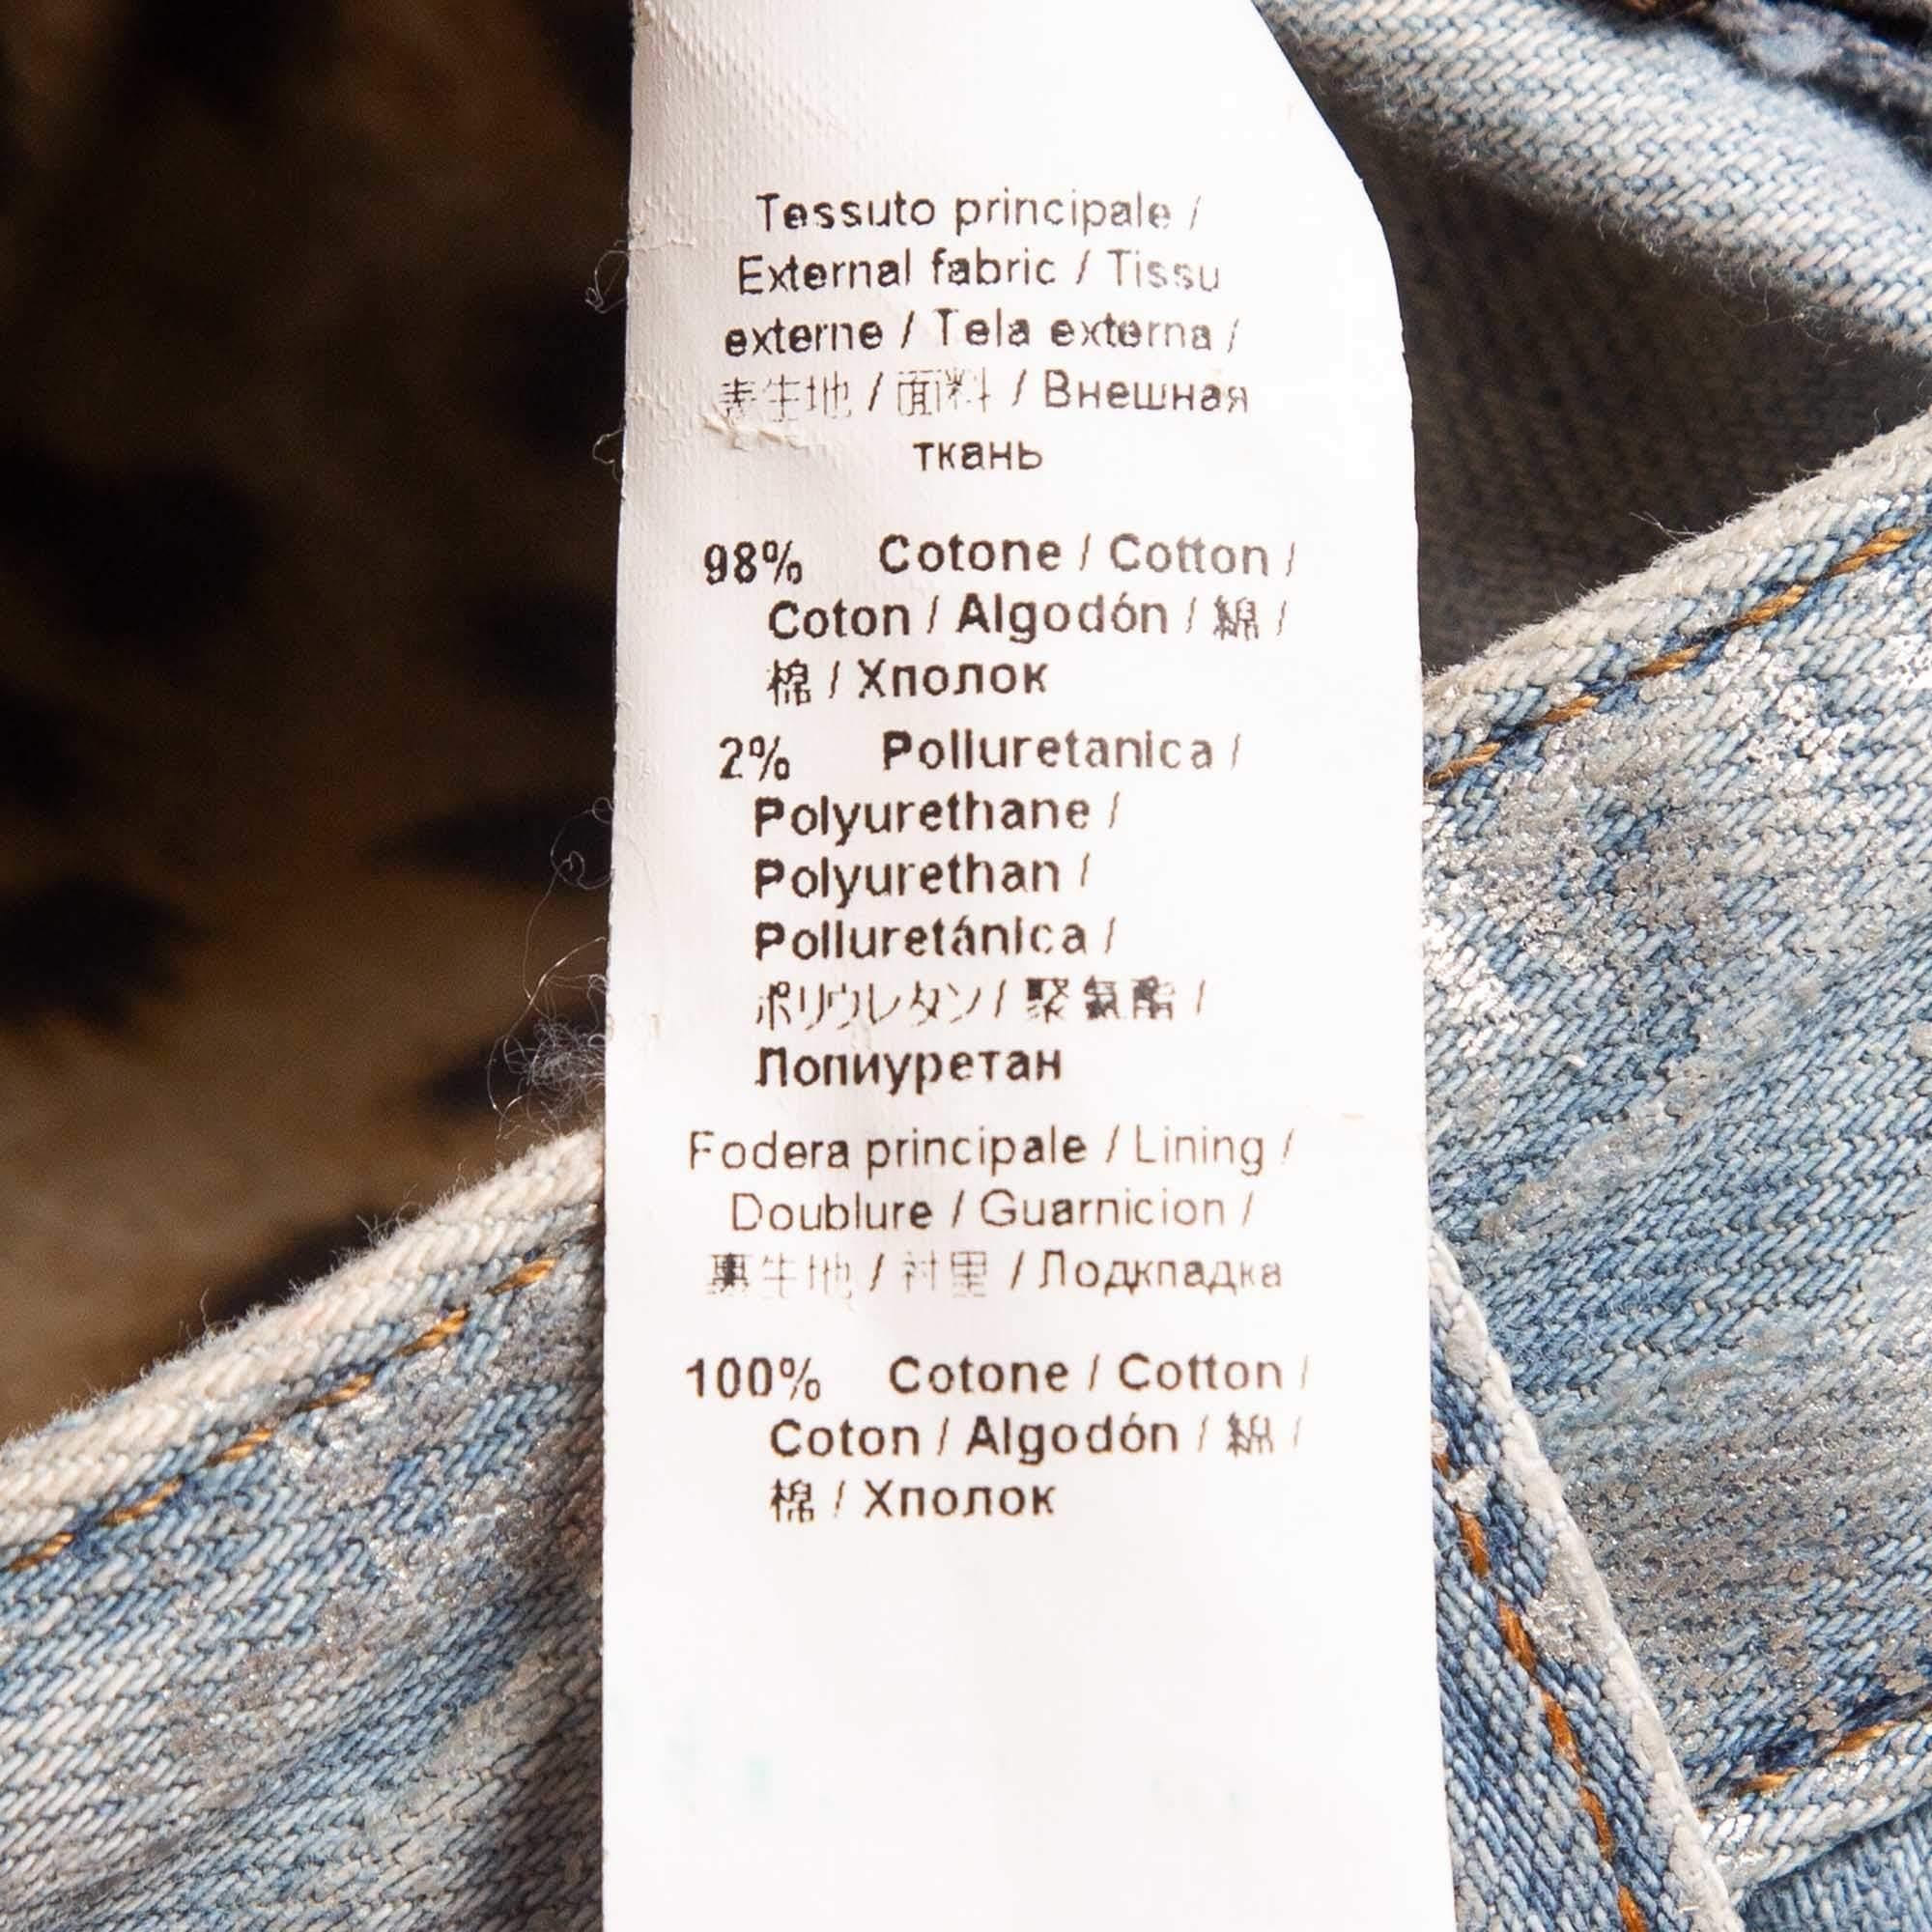 Tessuto principale /
External fabric / Tissu
externe / Tela externa /
表生地 / 面料 / Внешная
ткань
98% Cotone / Cotton /
Coton / Algodón / 綿 /
棉 / Хполок
2% Polluretanica /
Polyurethane /
Polyurethan /
Polluretánica /
ポリウレタン / 聚氨酯 /
Лопиуретан
Fodera principale / Lining /
Doublure / Guarnicion /
裏生地 / 衬里 / Лодкпадка
100% Cotone / Cotton /
Coton / Algodón / 綿 /
棉 / Хполок